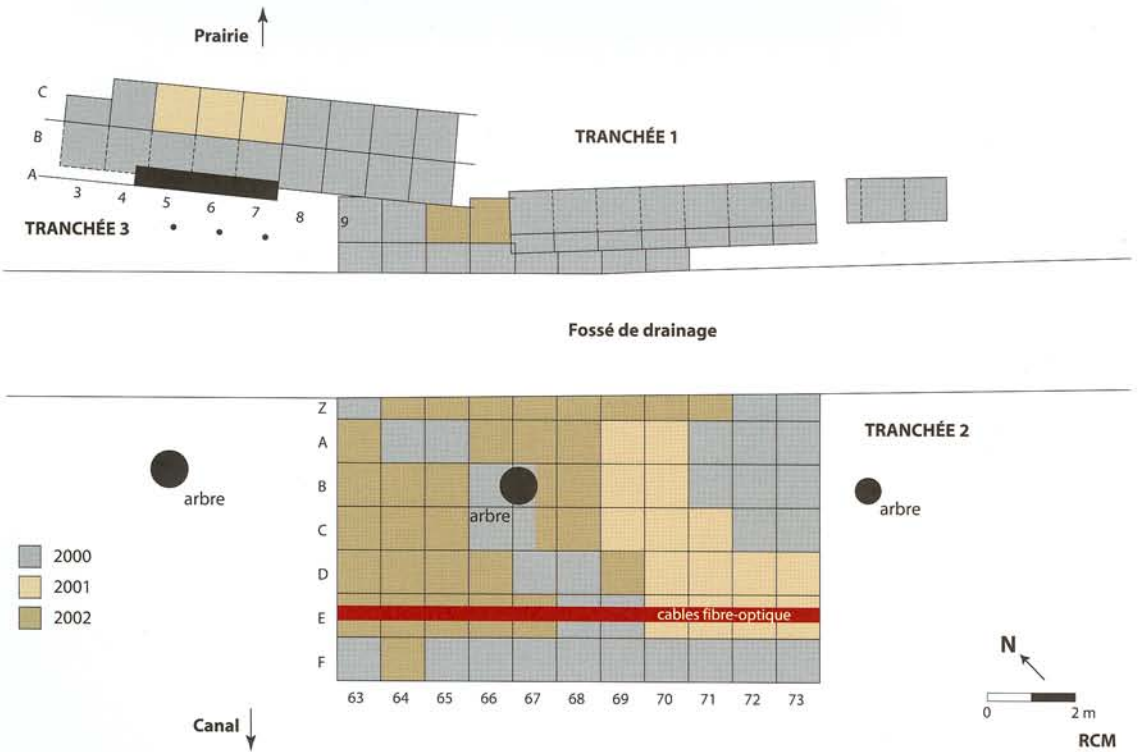 Prairie
C
B
A
3 4 5 6 7 8 9
TRANCHÉE 1
TRANCHÉE 3
Fossé de drainage
Z
A
B
C
D
E
F
TRANCHÉE 2
arbre
arbre
arbre
2000
2001
2002
cables fibre-optique
63 64 65 66 67 68 69 70 71 72 73
Canal
N
0 2 m
RCM